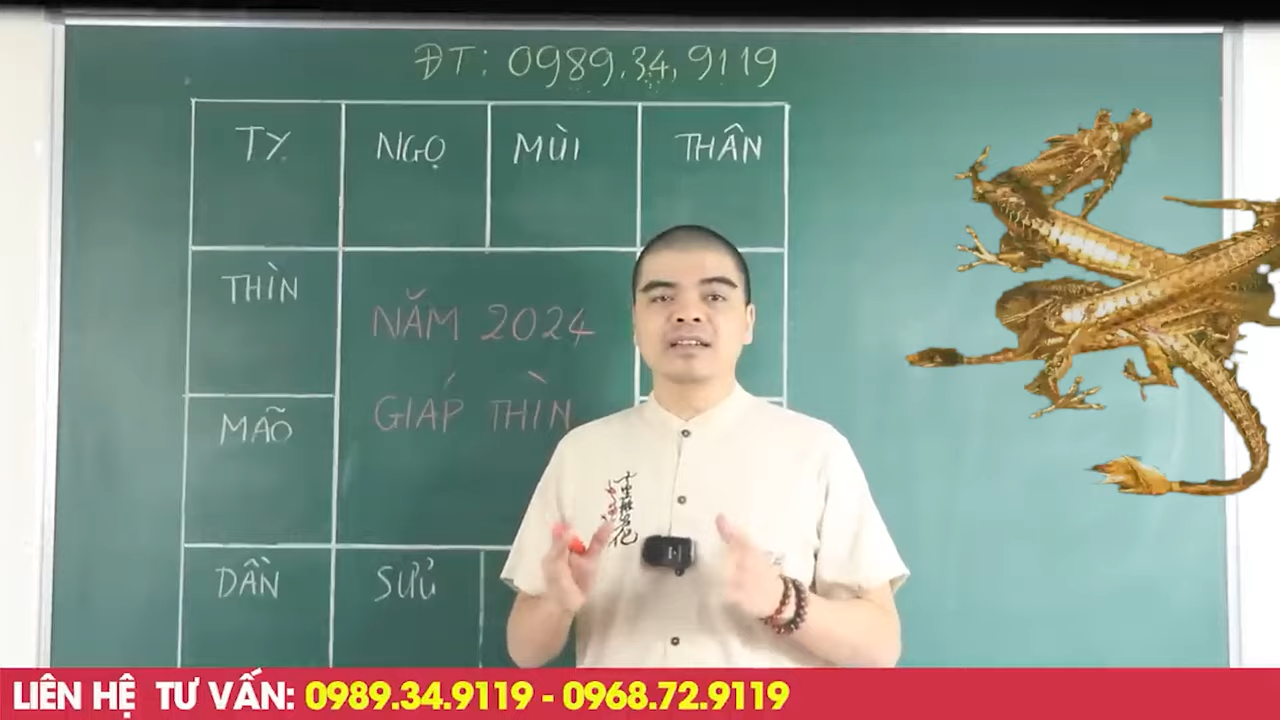 ĐT: 0989.34.9119
TỴ NGỌ MÙI THÂN
THÌN
NĂM 2024
GIÁP THÌN
MÃO
DẦN SỬU
LIÊN HỆ TƯ VẤN: 0989.34.9119 - 0968.72.9119